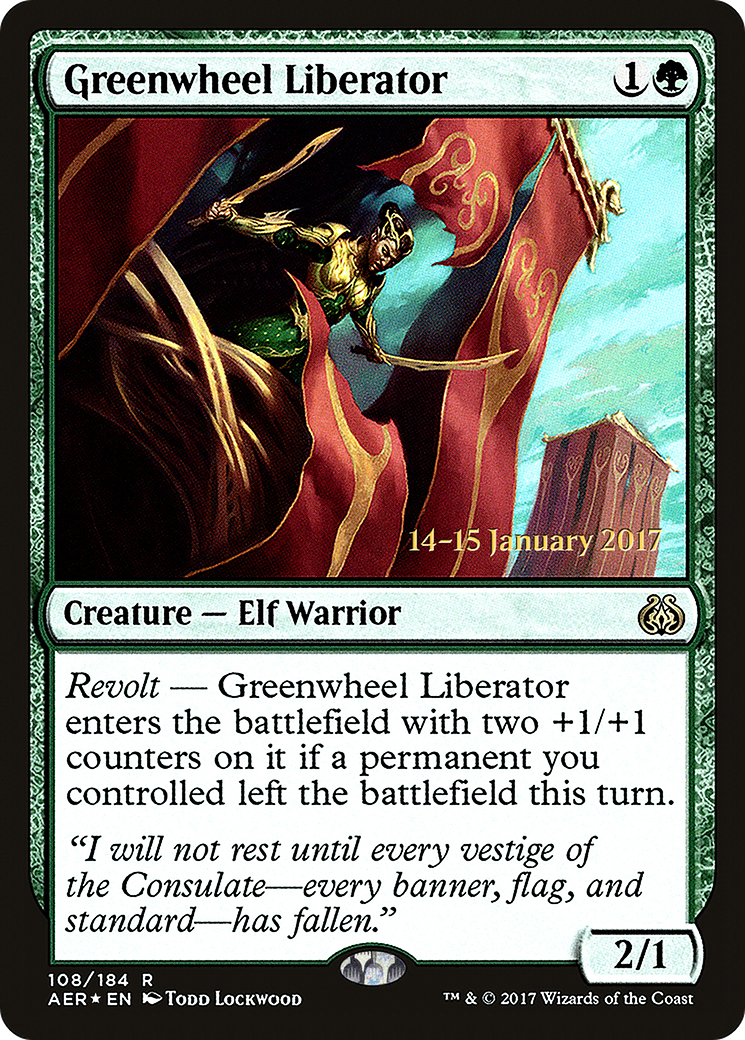 Greenwheel Liberator 1
14–15 January 2017
Creature — Elf Warrior
Revolt — Greenwheel Liberator
enters the battlefield with two +1/+1
counters on it if a permanent you
controlled left the battlefield this turn.
“I will not rest until every vestige of
the Consulate—every banner, flag, and
standard—has fallen.”
2/1
108/184 R
AER★EN Todd Lockwood
™ & © 2017 Wizards of the Coast